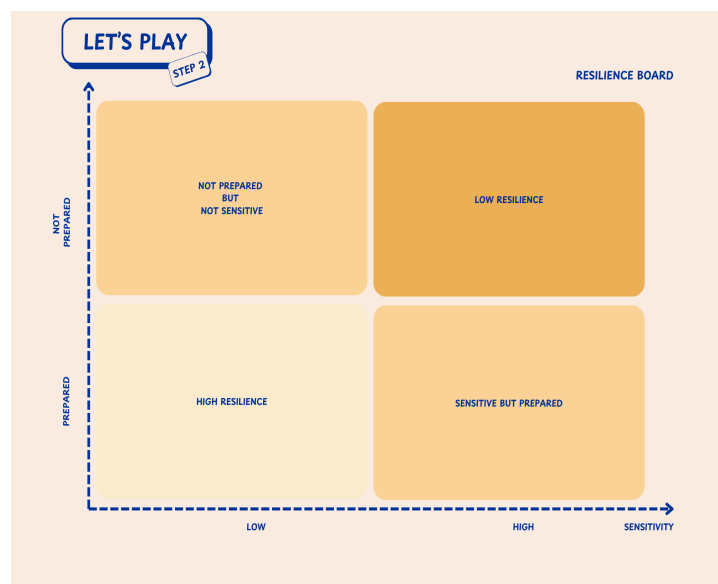 LET'S PLAY
STEP 2
RESILIENCE BOARD
NOT
PREPARED
NOT PREPARED
BUT
NOT SENSITIVE
LOW RESILIENCE
PREPARED
HIGH RESILIENCE
SENSITIVE BUT PREPARED
LOW
HIGH
SENSITIVITY